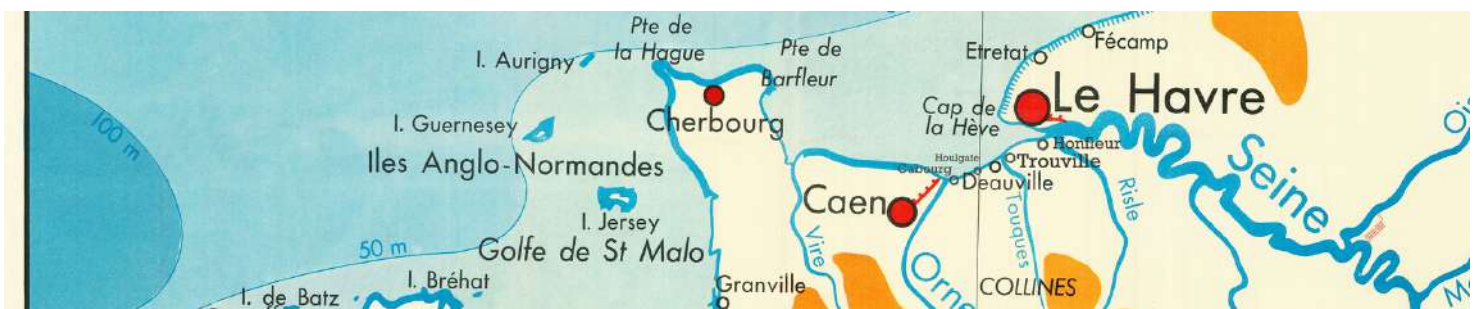 Pte de
la Hague
I. Aurigny
Pte de
Barfleur
Etretat
Fécamp
100 m
I. Guernesey
Cherbourg
Cap de
la Hève
Le Havre
Iles Anglo-Normandes
Honfleur
Houlgate
Trouville
Cabourg
Deauville
Seine
I. Jersey
Caen
Touques
Risle
50 m
Golfe de St Malo
Vire
I. Bréhat
I. de Batz
Granville
Orne
COLLINES